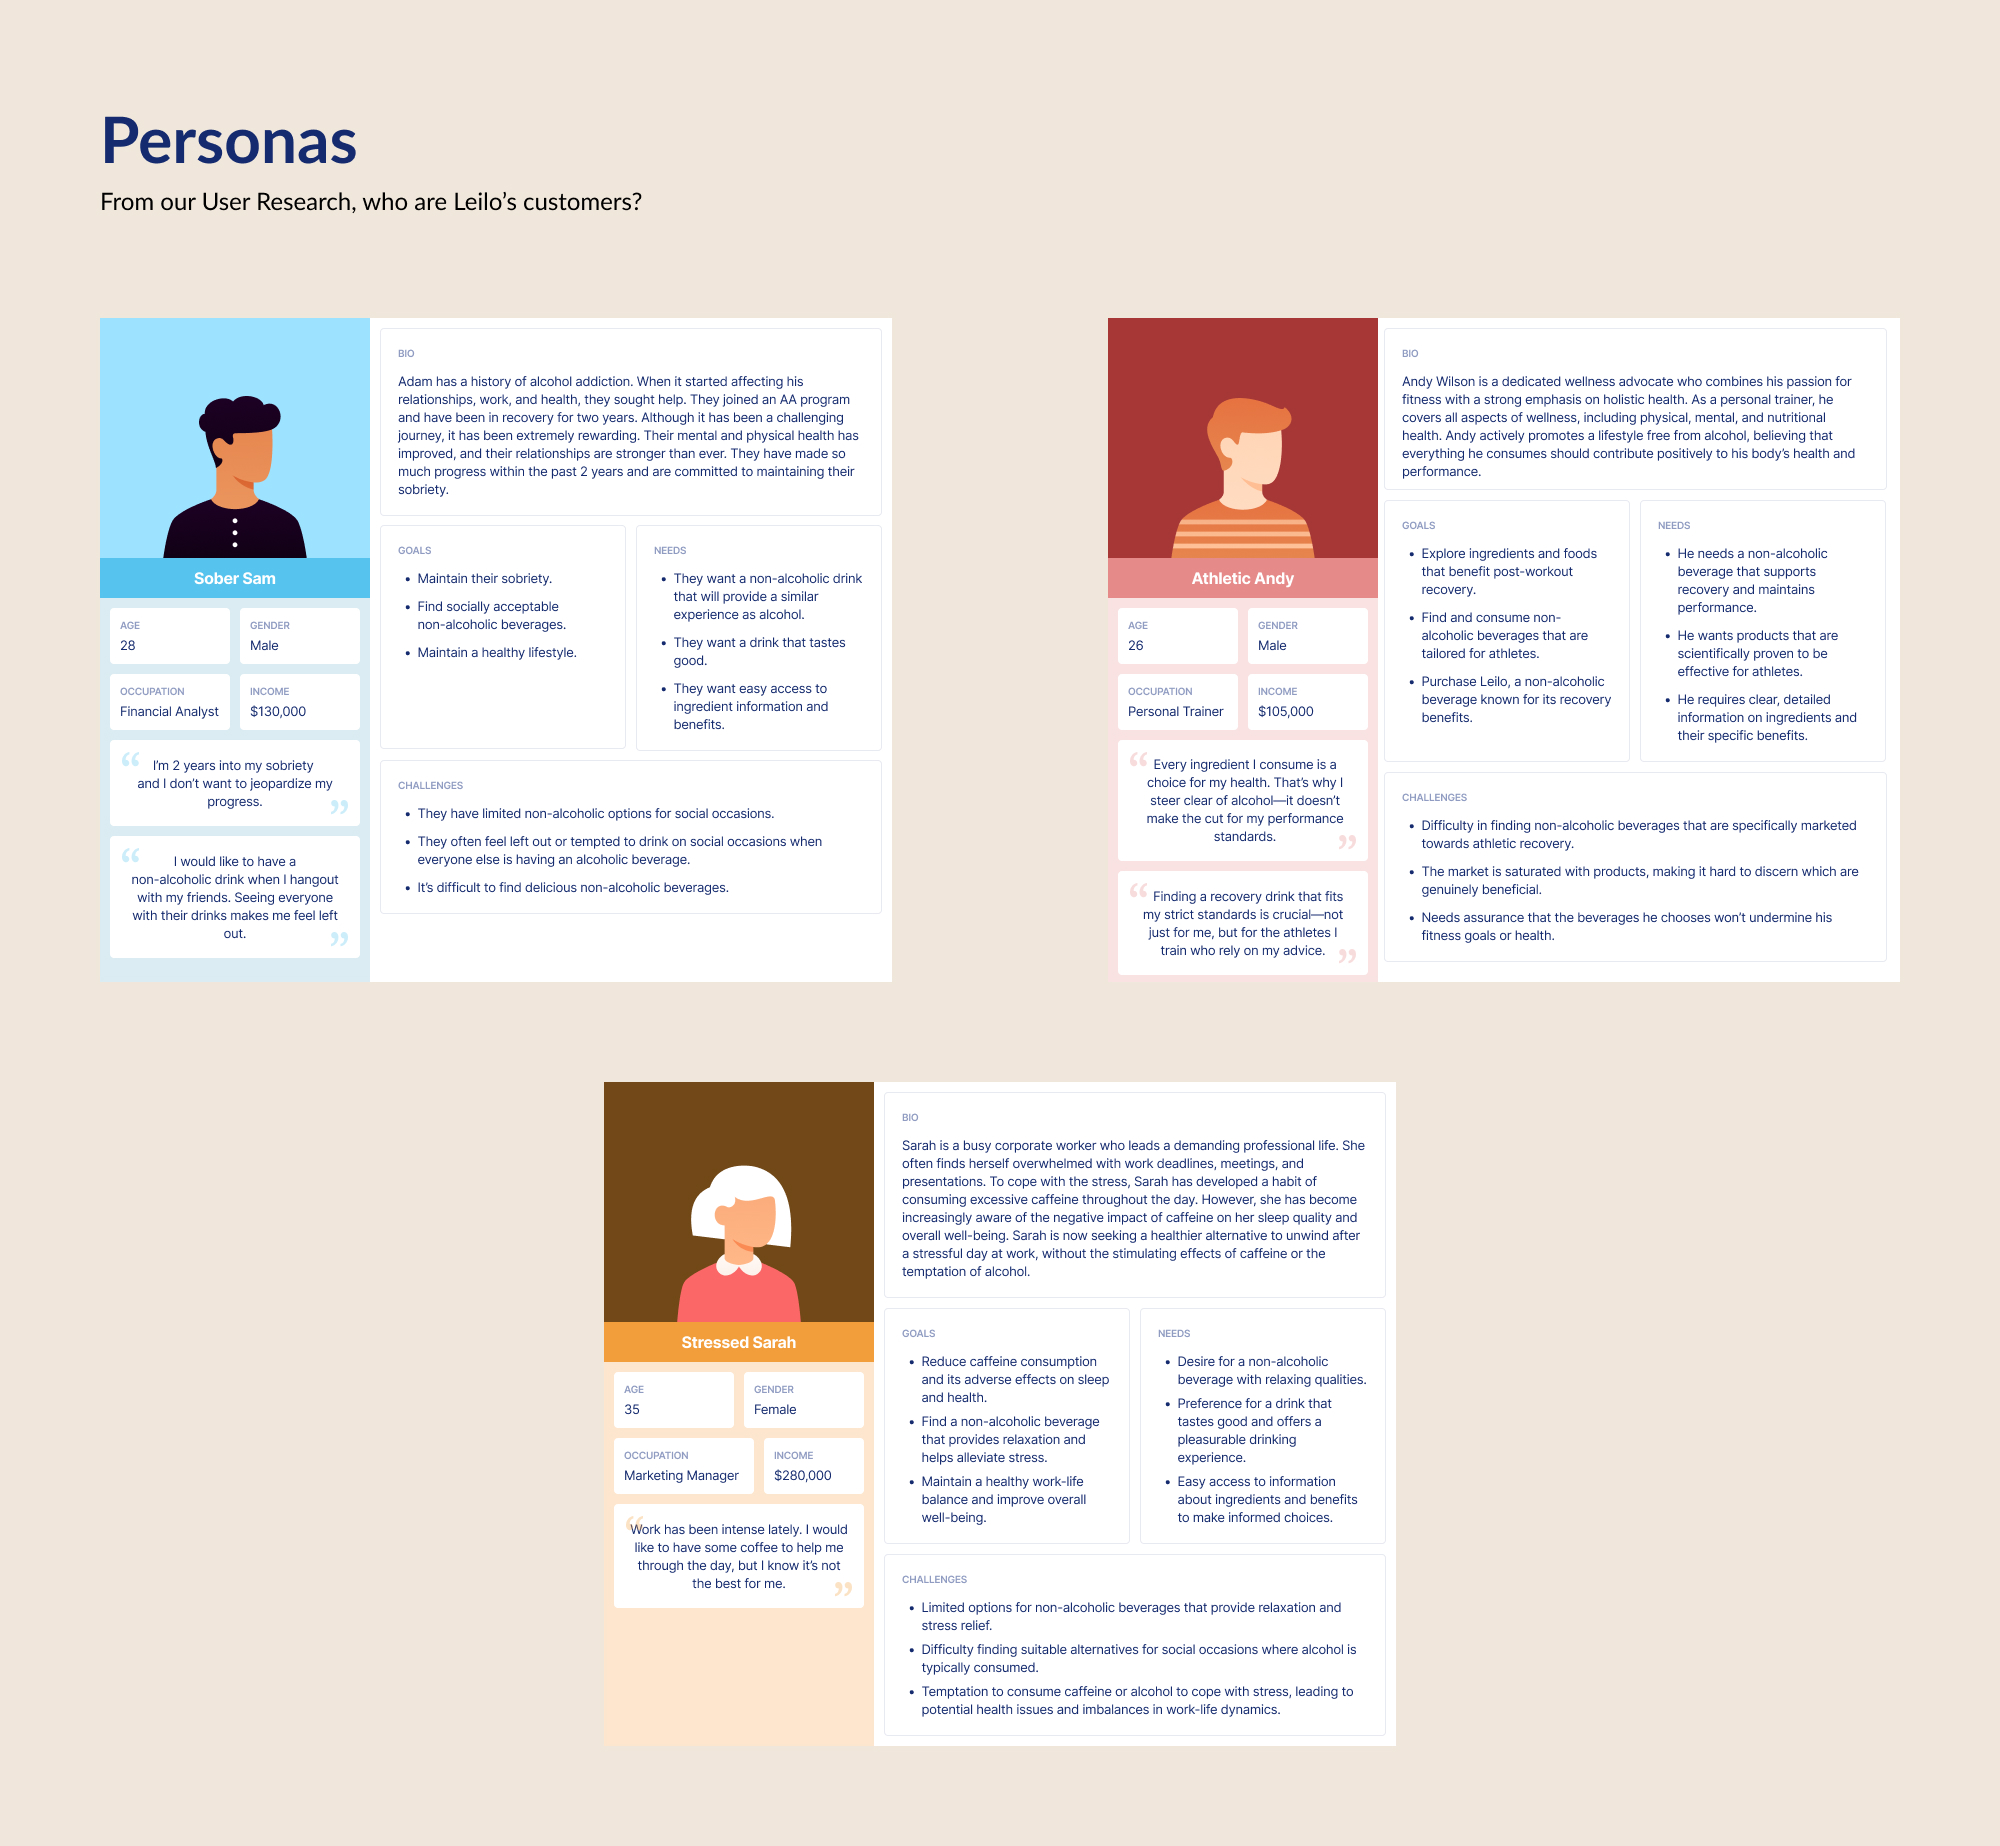 Personas
From our User Research, who are Leilo’s customers?
Sober Sam
AGE
28
GENDER
Male
OCCUPATION
Financial Analyst
INCOME
$130,000
“
I’m 2 years into my sobriety
and I don’t want to jeopardize my
progress.
”
“
I would like to have a
non-alcoholic drink when I hangout
with my friends. Seeing everyone
with their drinks makes me feel left
out.
”
BIO
Adam has a history of alcohol addiction. When it started affecting his
relationships, work, and health, they sought help. They joined an AA program
and have been in recovery for two years. Although it has been a challenging
journey, it has been extremely rewarding. Their mental and physical health has
improved, and their relationships are stronger than ever. They have made so
much progress within the past 2 years and are committed to maintaining their
sobriety.
GOALS
• Maintain their sobriety.
• Find socially acceptable
non-alcoholic beverages.
• Maintain a healthy lifestyle.
NEEDS
• They want a non-alcoholic drink
that will provide a similar
experience as alcohol.
• They want a drink that tastes
good.
• They want easy access to
ingredient information and
benefits.
CHALLENGES
• They have limited non-alcoholic options for social occasions.
• They often feel left out or tempted to drink on social occasions when
everyone else is having an alcoholic beverage.
• It’s difficult to find delicious non-alcoholic beverages.
Athletic Andy
AGE
26
GENDER
Male
OCCUPATION
Personal Trainer
INCOME
$105,000
“
Every ingredient I consume is a
choice for my health. That’s why I
steer clear of alcohol—it doesn’t
make the cut for my performance
standards.
”
“
Finding a recovery drink that fits
my strict standards is crucial—not
just for me, but for the athletes I
train who rely on my advice.
”
BIO
Andy Wilson is a dedicated wellness advocate who combines his passion for
fitness with a strong emphasis on holistic health. As a personal trainer, he
covers all aspects of wellness, including physical, mental, and nutritional
health. Andy actively promotes a lifestyle free from alcohol, believing that
everything he consumes should contribute positively to his body’s health and
performance.
GOALS
• Explore ingredients and foods
that benefit post-workout
recovery.
• Find and consume non-
alcoholic beverages that are
tailored for athletes.
• Purchase Leilo, a non-alcoholic
beverage known for its recovery
benefits.
NEEDS
• He needs a non-alcoholic
beverage that supports
recovery and maintains
performance.
• He wants products that are
scientifically proven to be
effective for athletes.
• He requires clear, detailed
information on ingredients and
their specific benefits.
CHALLENGES
• Difficulty in finding non-alcoholic beverages that are specifically marketed
towards athletic recovery.
• The market is saturated with products, making it hard to discern which are
genuinely beneficial.
• Needs assurance that the beverages he chooses won’t undermine his
fitness goals or health.
Stressed Sarah
AGE
35
GENDER
Female
OCCUPATION
Marketing Manager
INCOME
$280,000
“
Work has been intense lately. I would
like to have some coffee to help me
through the day, but I know it’s not
the best for me.
”
BIO
Sarah is a busy corporate worker who leads a demanding professional life. She
often finds herself overwhelmed with work deadlines, meetings, and
presentations. To cope with the stress, Sarah has developed a habit of
consuming excessive caffeine throughout the day. However, she has become
increasingly aware of the negative impact of caffeine on her sleep quality and
overall well-being. Sarah is now seeking a healthier alternative to unwind after
a stressful day at work, without the stimulating effects of caffeine or the
temptation of alcohol.
GOALS
• Reduce caffeine consumption
and its adverse effects on sleep
and health.
• Find a non-alcoholic beverage
that provides relaxation and
helps alleviate stress.
• Maintain a healthy work-life
balance and improve overall
well-being.
NEEDS
• Desire for a non-alcoholic
beverage with relaxing qualities.
• Preference for a drink that
tastes good and offers a
pleasurable drinking
experience.
• Easy access to information
about ingredients and benefits
to make informed choices.
CHALLENGES
• Limited options for non-alcoholic beverages that provide relaxation and
stress relief.
• Difficulty finding suitable alternatives for social occasions where alcohol is
typically consumed.
• Temptation to consume caffeine or alcohol to cope with stress, leading to
potential health issues and imbalances in work-life dynamics.